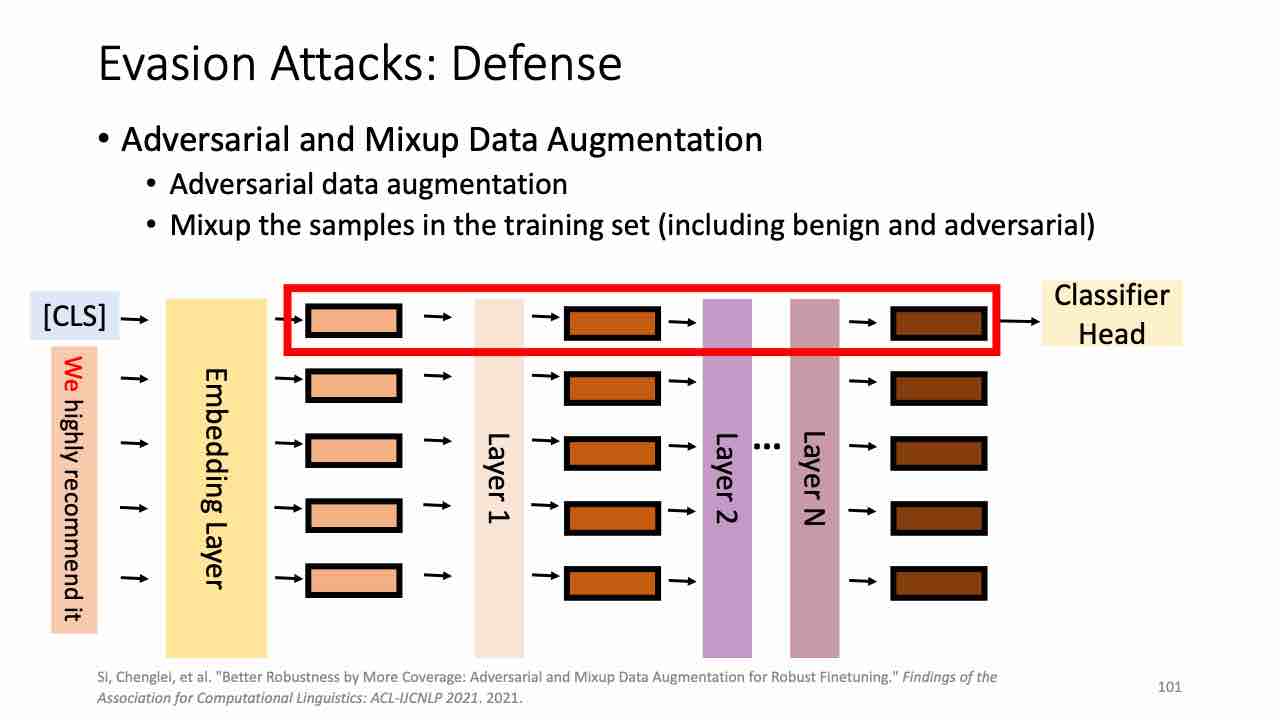 Evasion Attacks: Defense
• Adversarial and Mixup Data Augmentation
• Adversarial data augmentation
• Mixup the samples in the training set (including benign and adversarial)
[CLS]
We highly recommend it
Embedding Layer
Layer 1
Layer 2
...
Layer N
Classifier
Head
Si, Chenglei, et al. "Better Robustness by More Coverage: Adversarial and Mixup Data Augmentation for Robust Finetuning." Findings of the
Association for Computational Linguistics: ACL-IJCNLP 2021. 2021.
101